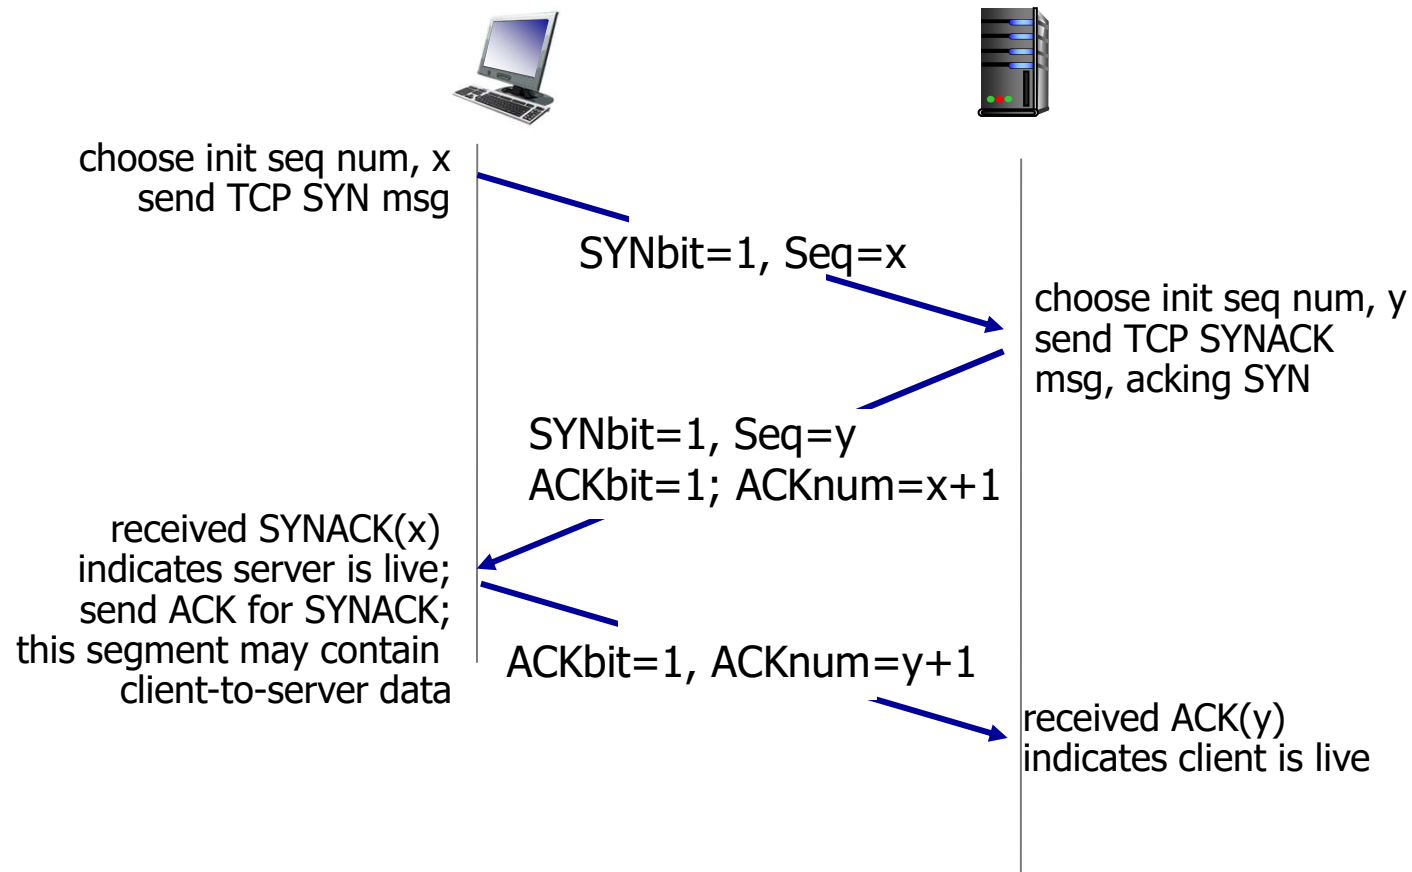 choose init seq num, x
send TCP SYN msg
SYNbit=1, Seq=x
choose init seq num, y
send TCP SYNACK
msg, acking SYN
SYNbit=1, Seq=y
ACKbit=1; ACKnum=x+1
received SYNACK(x)
indicates server is live;
send ACK for SYNACK;
this segment may contain
client-to-server data
ACKbit=1, ACKnum=y+1
received ACK(y)
indicates client is live